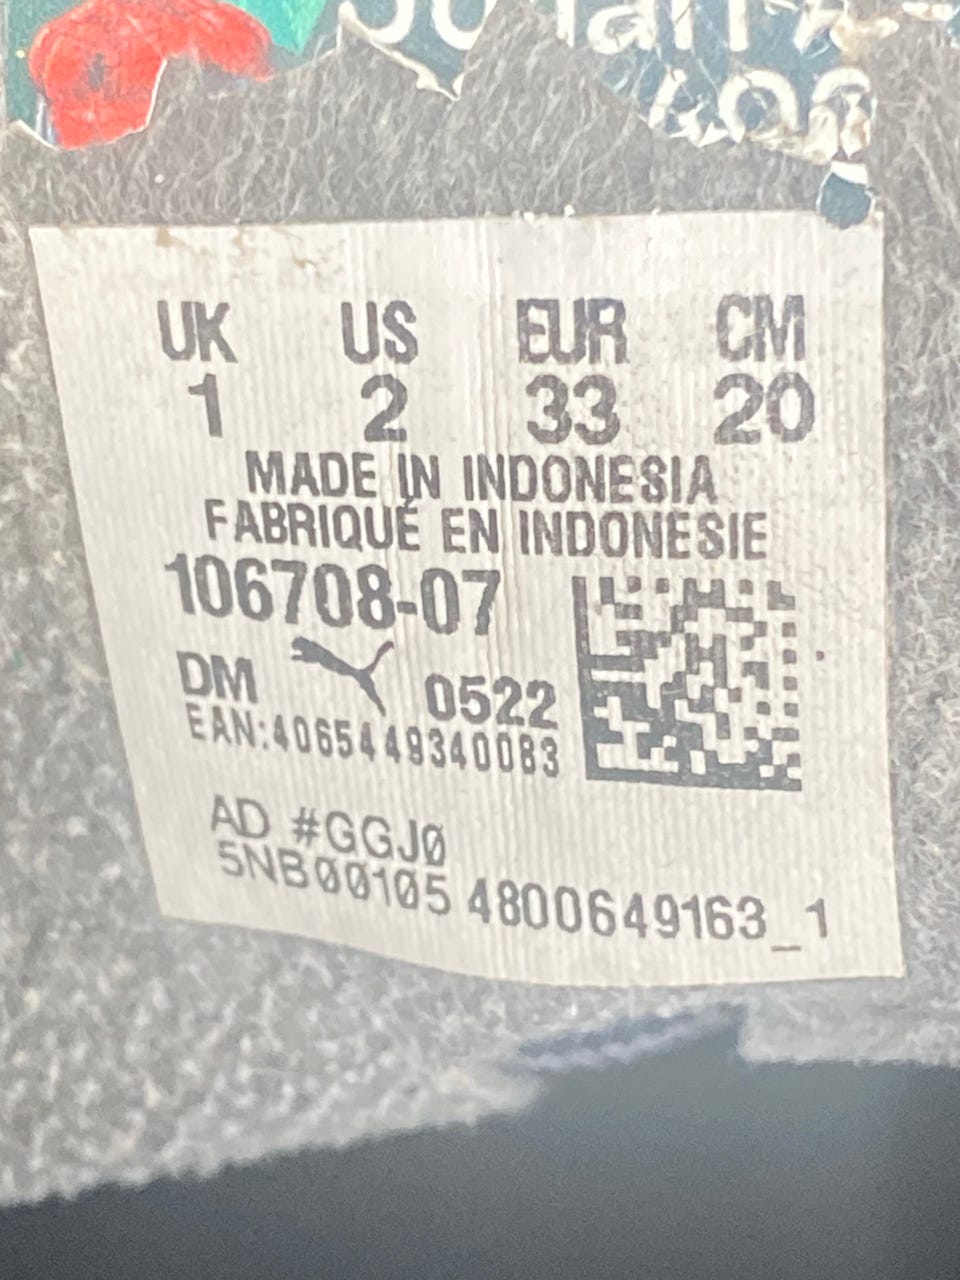 UK US EUR CM
1 2 33 20
MADE IN INDONESIA
FABRIQUÉ EN INDONESIE
106708-07
DM 0522
EAN:4065449340083
AD #GGJ0
5NB00105 4800649163_1